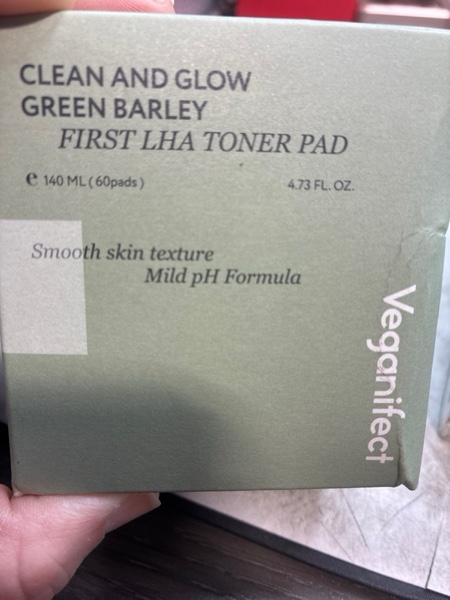 CLEAN AND GLOW
GREEN BARLEY
FIRST LHA TONER PAD
e 140 ML ( 60pads ) 4.73 FL. OZ.
Smooth skin texture
Mild pH Formula
Veganifect